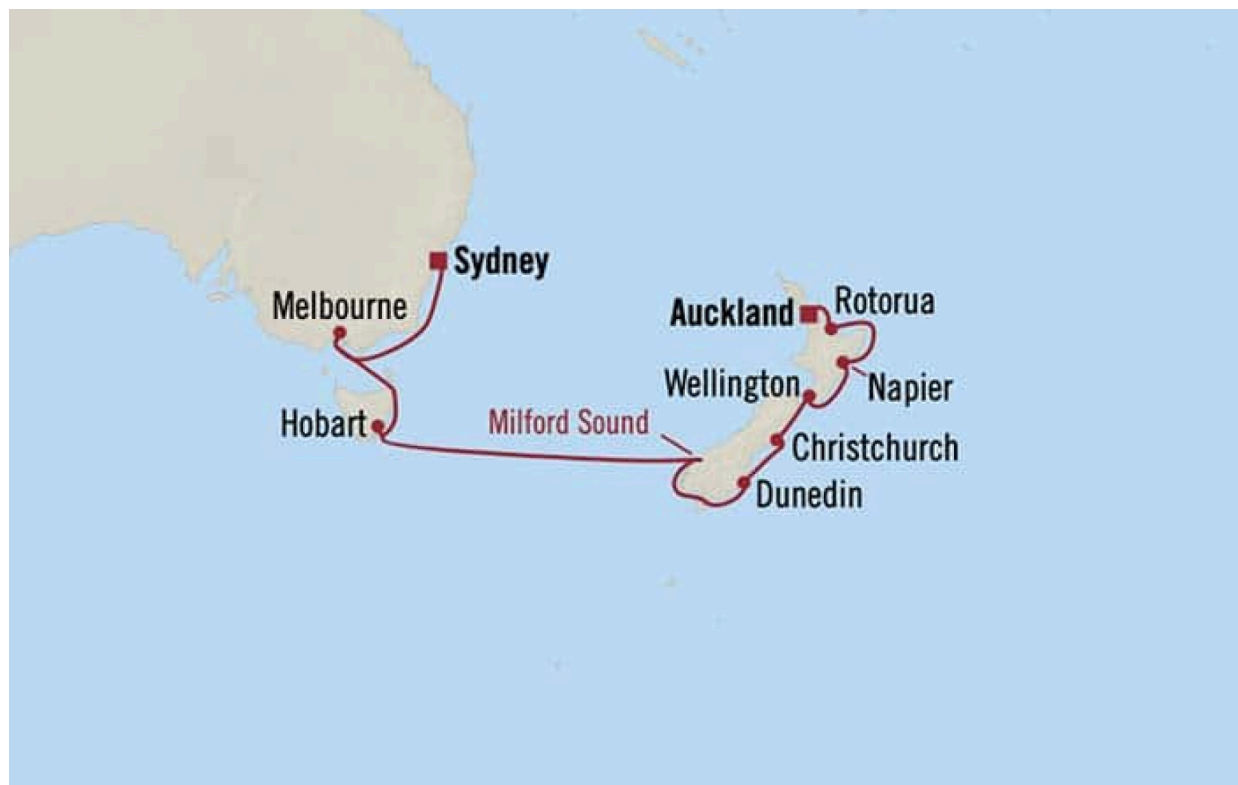 Sydney
Melbourne
Rotorua
Auckland
Wellington
Napier
Hobart
Milford Sound
Christchurch
Dunedin